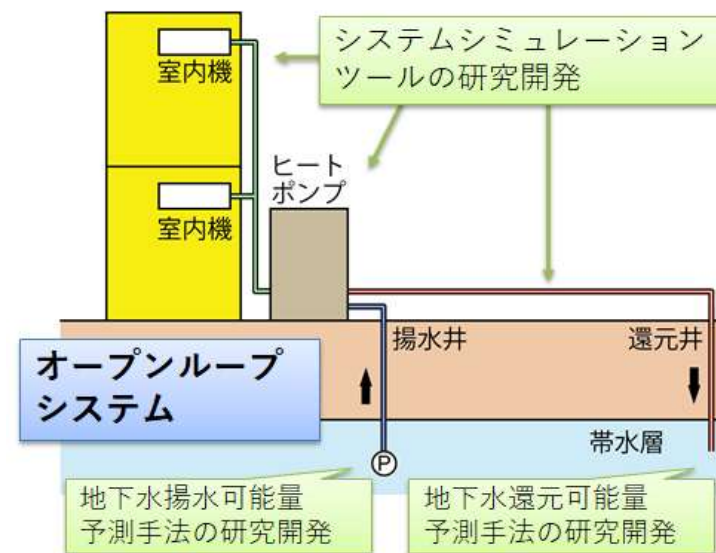 システムシミュレーション
ツールの研究開発
室内機
ヒート
ポンプ
室内機
揚水井
還元井
オープンループ
システム
帯水層
P
地下水揚水可能量
予測手法の研究開発
地下水還元可能量
予測手法の研究開発